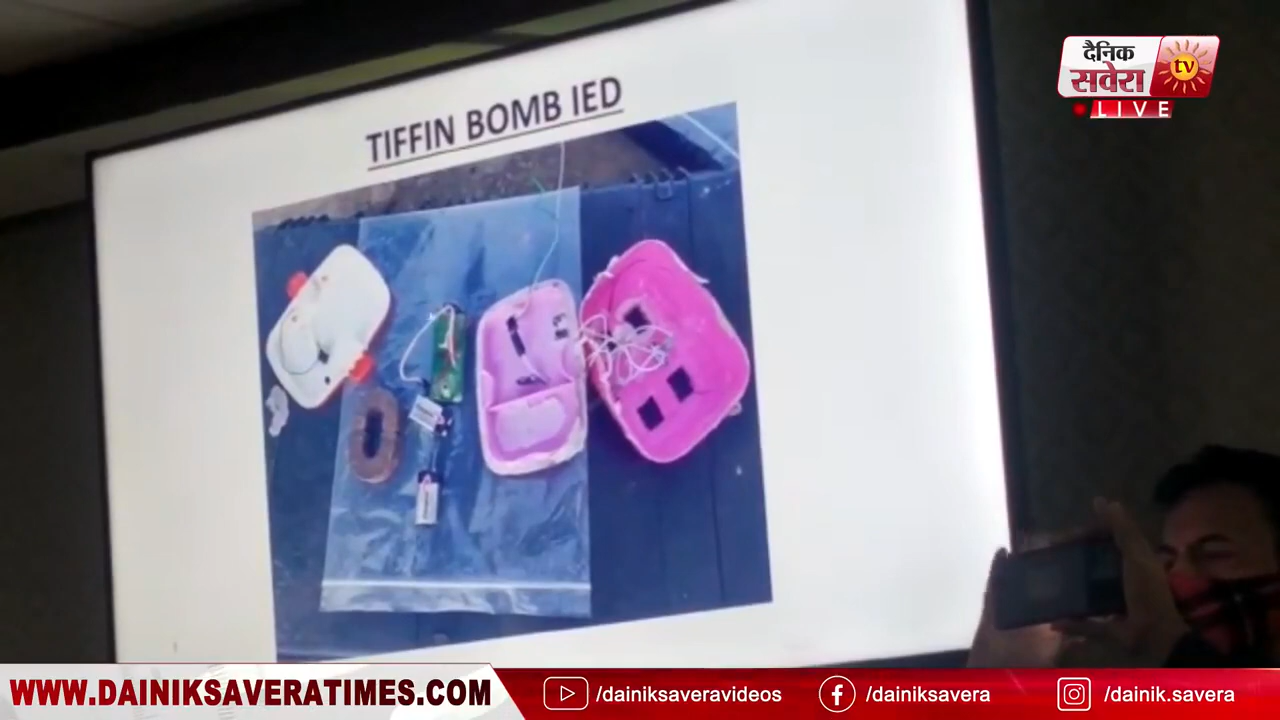 TIFFIN BOMB IED
दैनिक
सवेरा
tv
LIVE
WWW.DAINIKSAVERATIMES.COM
/dainiksaveravideos
/dainiksavera
/dainik.savera